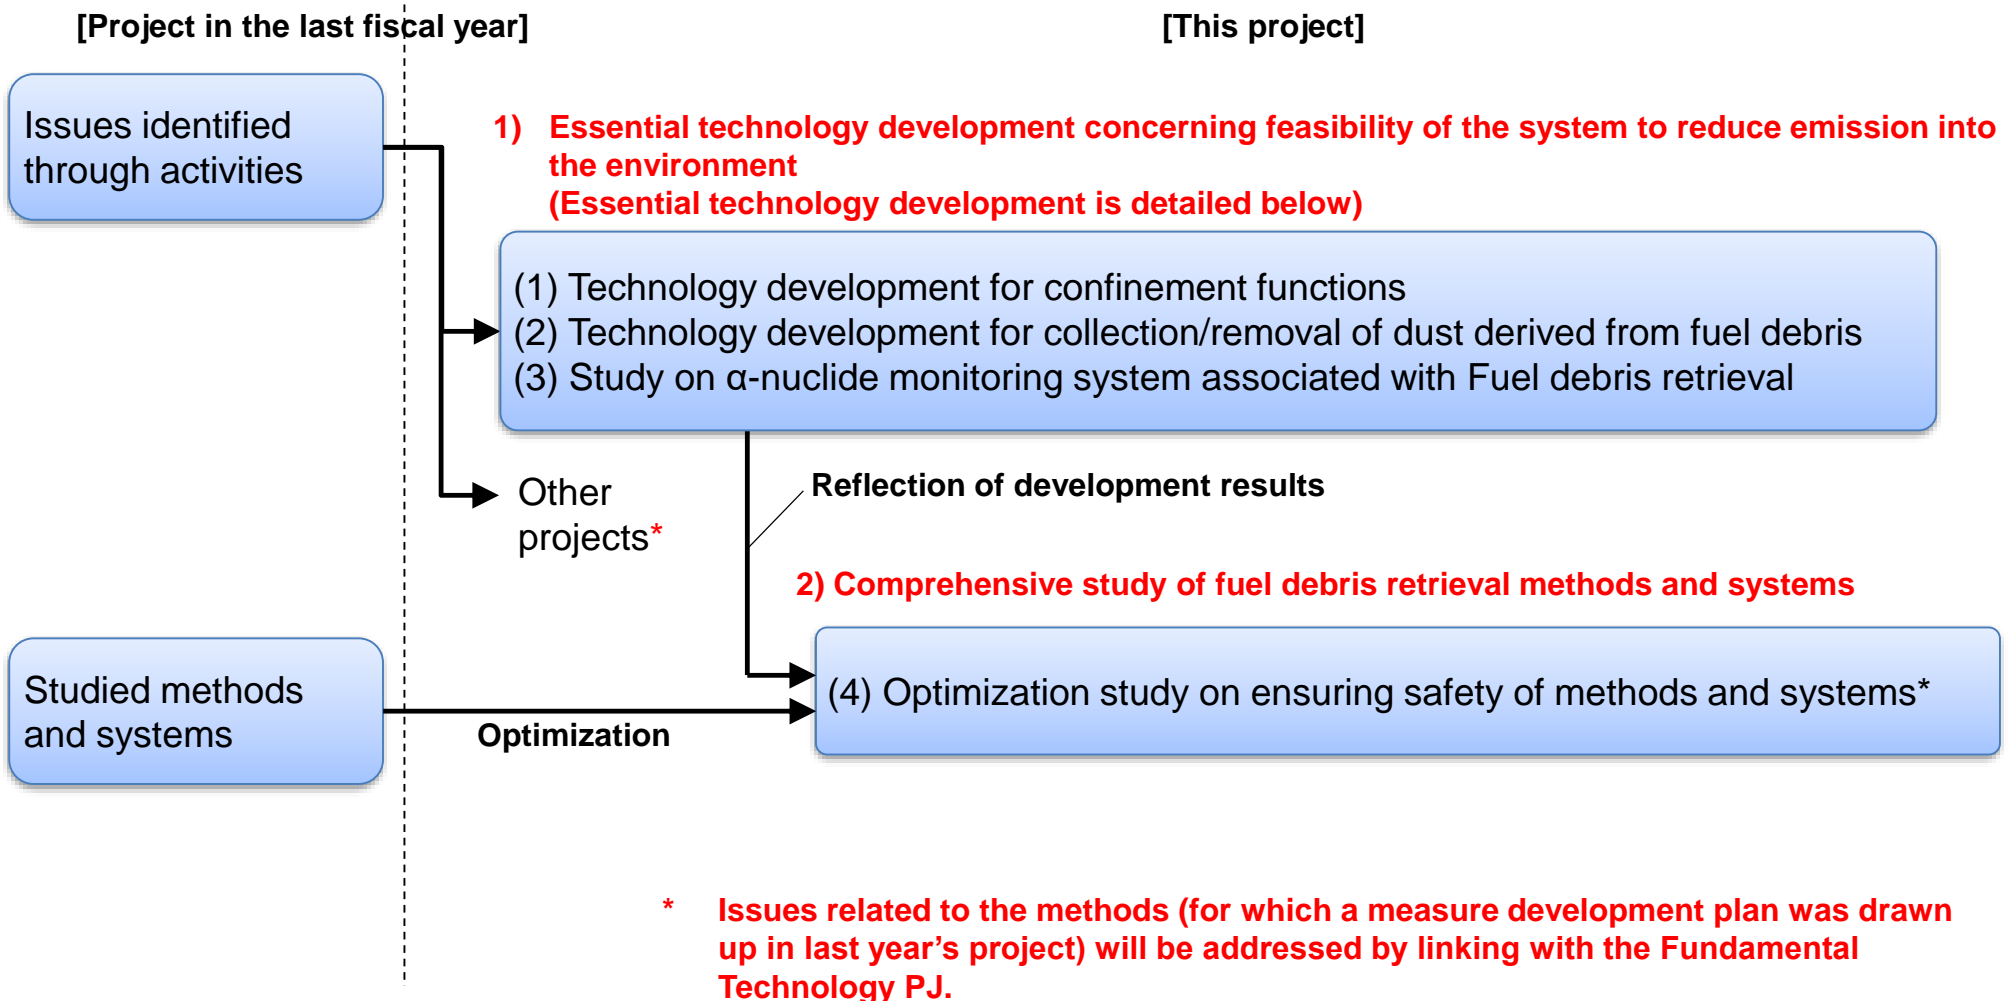 [Project in the last fiscal year]
[This project]
Issues identified
through activities
1) Essential technology development concerning feasibility of the system to reduce emission into
the environment
(Essential technology development is detailed below)
(1) Technology development for confinement functions
(2) Technology development for collection/removal of dust derived from fuel debris
(3) Study on α-nuclide monitoring system associated with Fuel debris retrieval
Other
projects*
Reflection of development results
2) Comprehensive study of fuel debris retrieval methods and systems
Studied methods
and systems
Optimization
(4) Optimization study on ensuring safety of methods and systems*
* Issues related to the methods (for which a measure development plan was drawn
up in last year’s project) will be addressed by linking with the Fundamental
Technology PJ.